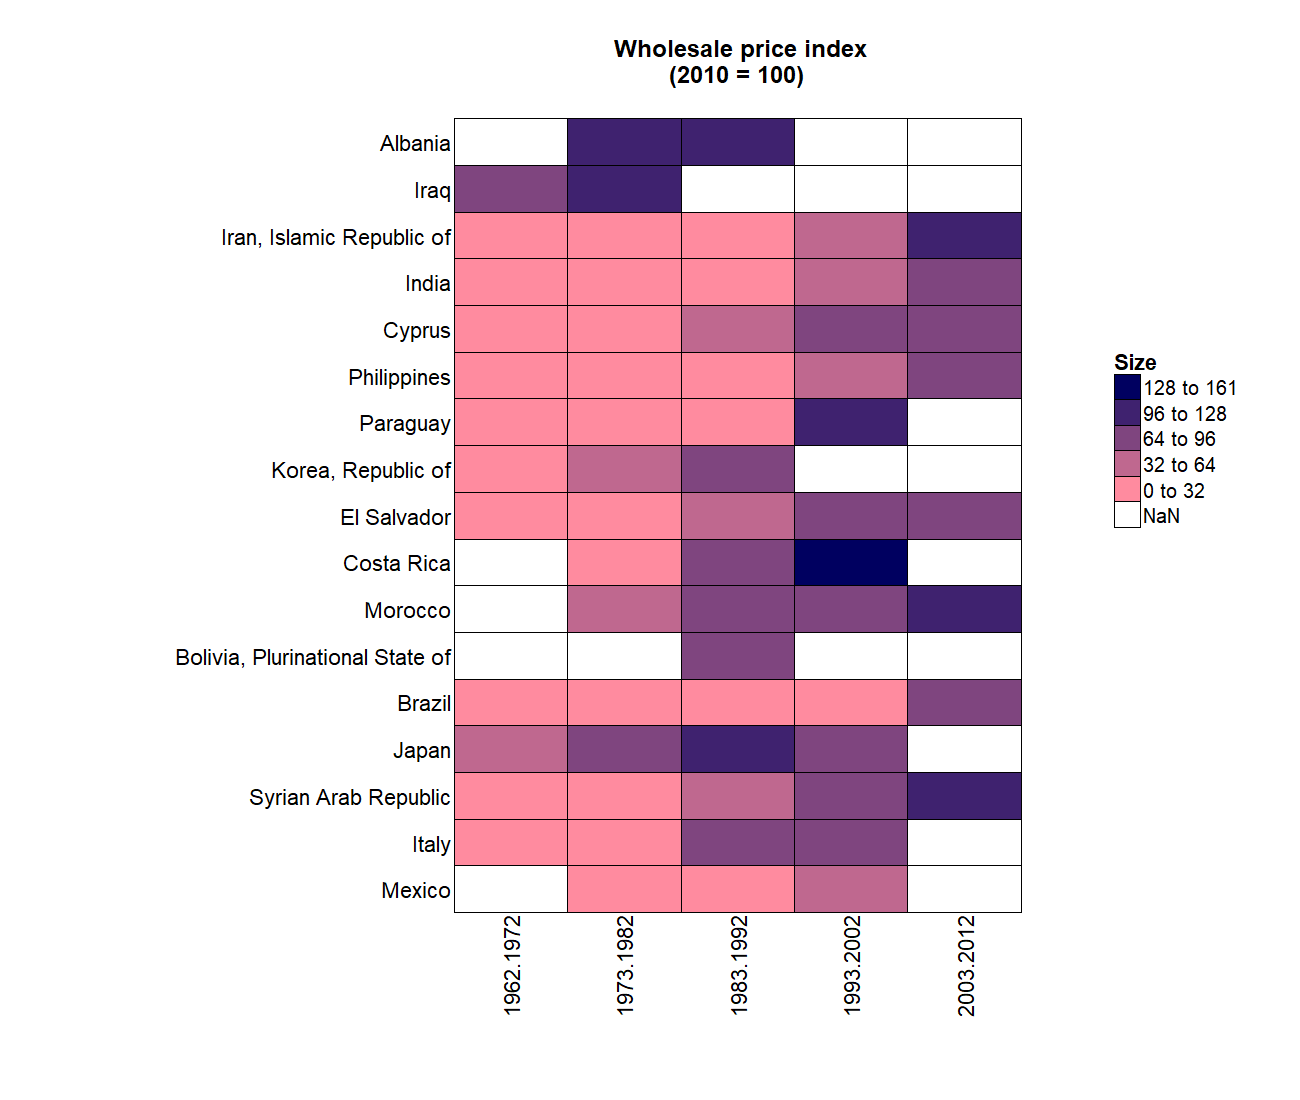 Wholesale price index
(2010 = 100)
Albania
Iraq
Iran, Islamic Republic of
India
Cyprus
Philippines
Paraguay
Korea, Republic of
El Salvador
Costa Rica
Morocco
Bolivia, Plurinational State of
Brazil
Japan
Syrian Arab Republic
Italy
Mexico
1962.1972
1973.1982
1983.1992
1993.2002
2003.2012
Size
128 to 161
96 to 128
64 to 96
32 to 64
0 to 32
NaN